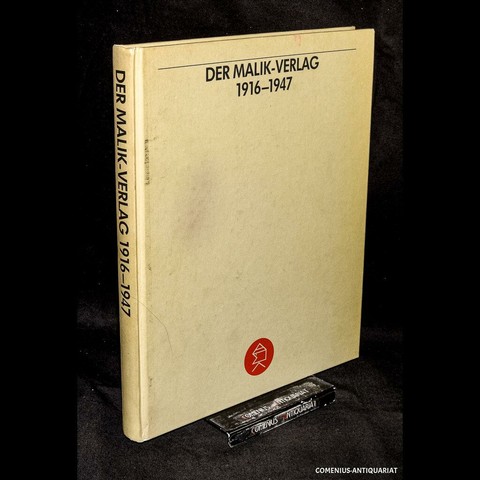 DER MALIK-VERLAG
1916–1947
DER MALIK-VERLAG 1916–1947
COMENIUS ANTIQUARIAT
COMENIUS-ANTIQUARIAT